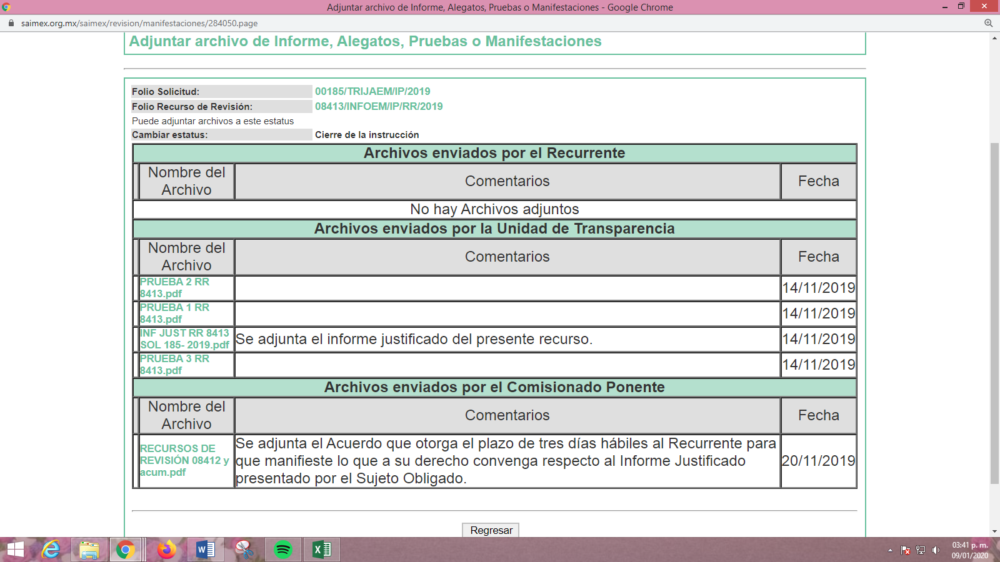 Adjuntar archivo de Informe, Alegatos, Pruebas o Manifestaciones - Google Chrome
saimex.org.mx/saimex/revision/manifestaciones/284050.page
Adjuntar archivo de Informe, Alegatos, Pruebas o Manifestaciones
Folio Solicitud: 00185/TRIJAEM/IP/2019
Folio Recurso de Revisión: 08413/INFOEM/IP/RR/2019
Puede adjuntar archivos a este estatus
Cambiar estatus: Cierre de la instrucción
Archivos enviados por el Recurrente
Nombre del
Archivo
Comentarios
Fecha
No hay Archivos adjuntos
Archivos enviados por la Unidad de Transparencia
Nombre del
Archivo
Comentarios
Fecha
PRUEBA 2 RR
8413.pdf
14/11/2019
PRUEBA 1 RR
8413.pdf
14/11/2019
INF JUST RR 8413
SOL 185- 2019.pdf
Se adjunta el informe justificado del presente recurso.
14/11/2019
PRUEBA 3 RR
8413.pdf
14/11/2019
Archivos enviados por el Comisionado Ponente
Nombre del
Archivo
Comentarios
Fecha
RECURSOS DE
REVISIÓN 08412 y
acum.pdf
Se adjunta el Acuerdo que otorga el plazo de tres días hábiles al Recurrente para
que manifieste lo que a su derecho convenga respecto al Informe Justificado
presentado por el Sujeto Obligado.
20/11/2019
Regresar
03:41 p. m.
09/01/2020